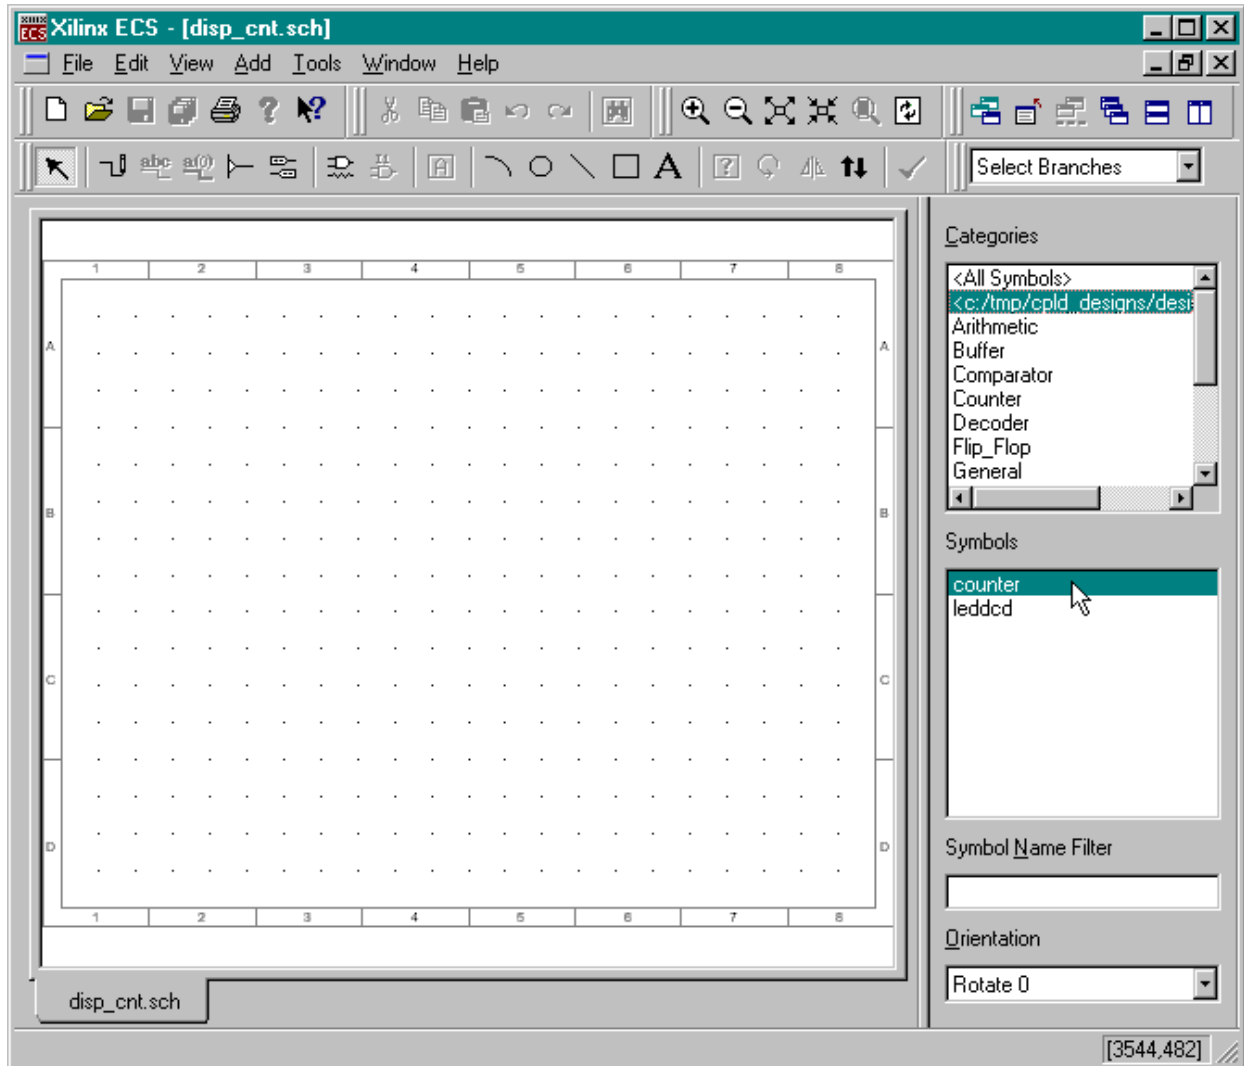 XILINX
ECS
Xilinx ECS - [disp_cnt.sch]
File Edit View Add Tools Window Help
Select Branches
Categories
<All Symbols>
<c:/tmp/cpld_designs/desi
Arithmetic
Buffer
Comparator
Counter
Decoder
Flip_Flop
General
Symbols
counter
leddcd
Symbol Name Filter
Orientation
Rotate 0
1 2 3 4 5 6 7 8
A A
B B
C C
D D
1 2 3 4 5 6 7 8
disp_cnt.sch
[3544,482]